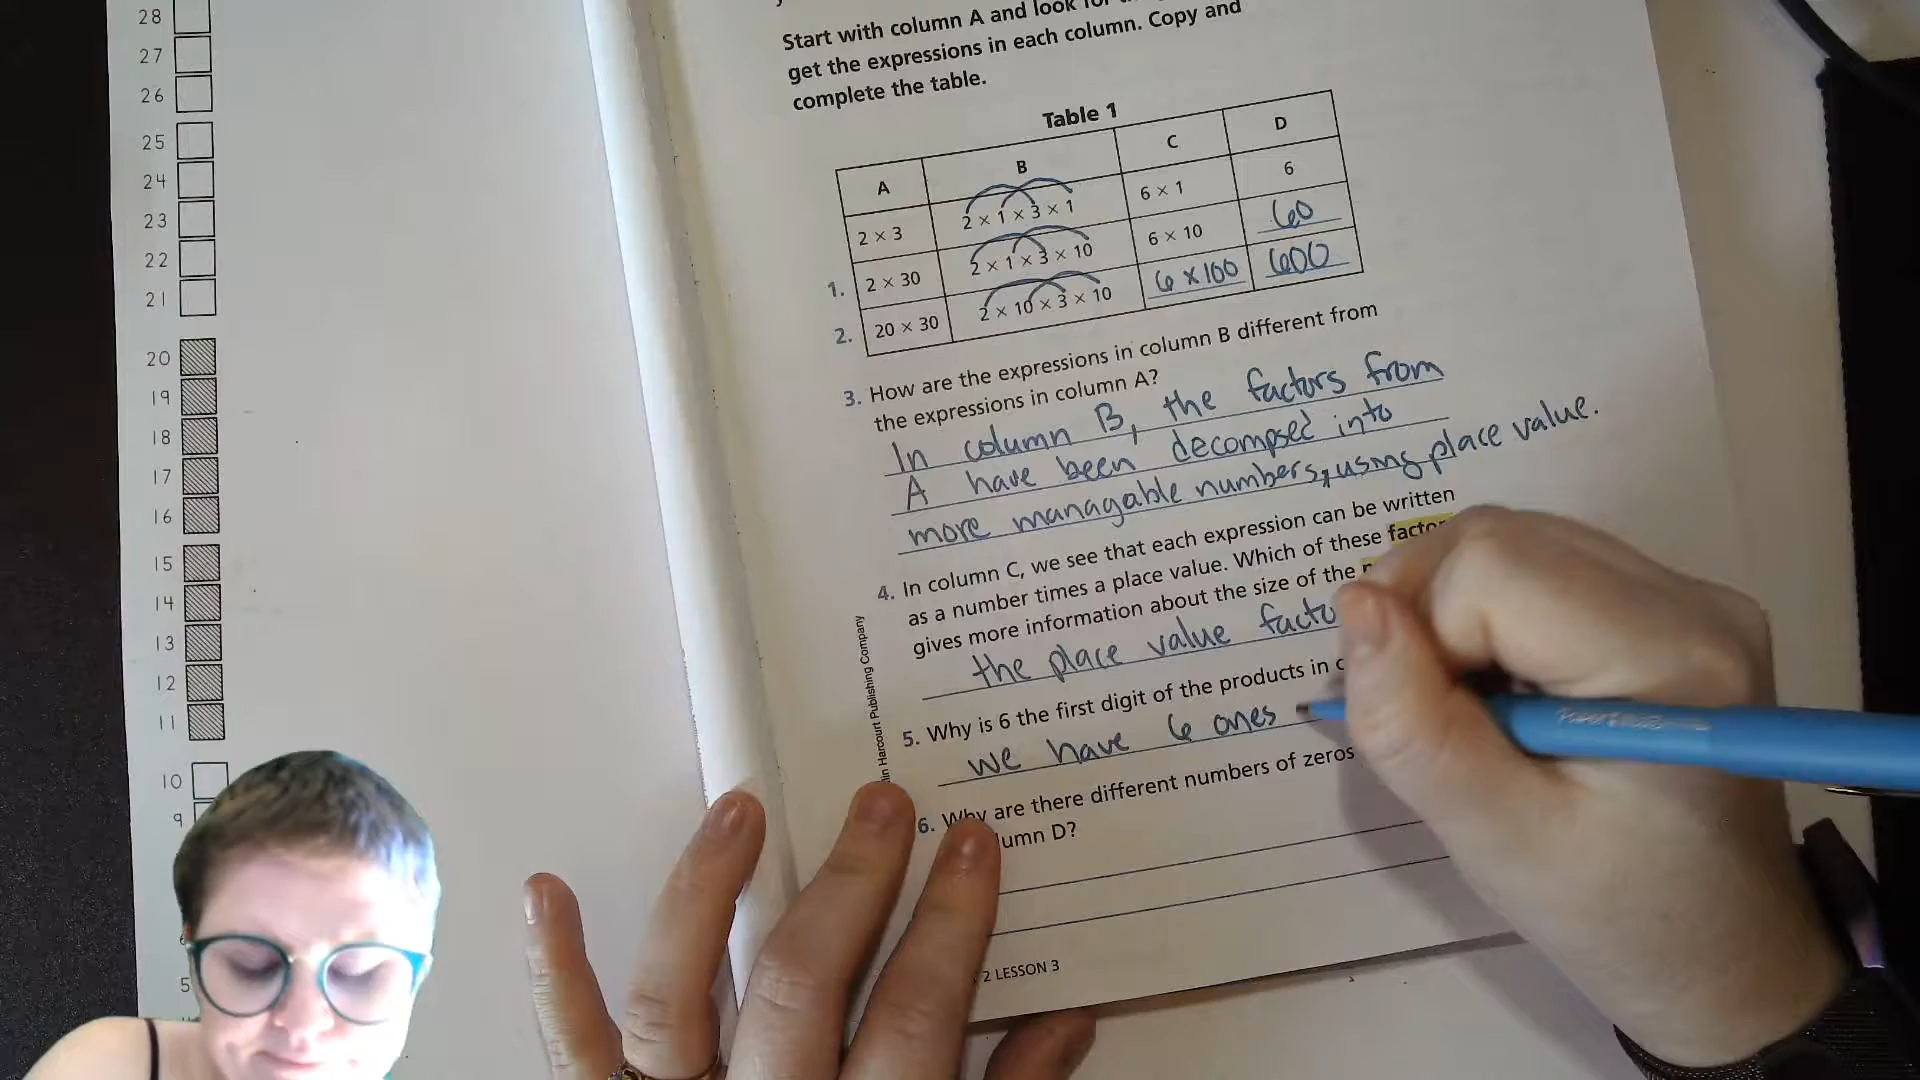 28
27
26
25
24
23
22
21
20
19
18
17
16
15
14
13
12
11
10
9
5
Start with column A and look for
get the expressions in each column. Copy and
complete the table.
Table 1
A B C D
2 × 3 2 × 1 × 3 × 1 6 × 1 6
1. 2 × 30 2 × 1 × 3 × 10 6 × 10 60
2. 20 × 30 2 × 10 × 3 × 10 6 × 100 600
3. How are the expressions in column B different from
the expressions in column A?
In column B, the factors from
A have been decompsed into
more managable numbers, using place value.
4. In column C, we see that each expression can be written
as a number times a place value. Which of these factor
gives more information about the size of the
the place value facto
5. Why is 6 the first digit of the products in c
we have 6 ones
6. Why are there different numbers of zeros
umn D?
lin Harcourt Publishing Company
2 LESSON 3